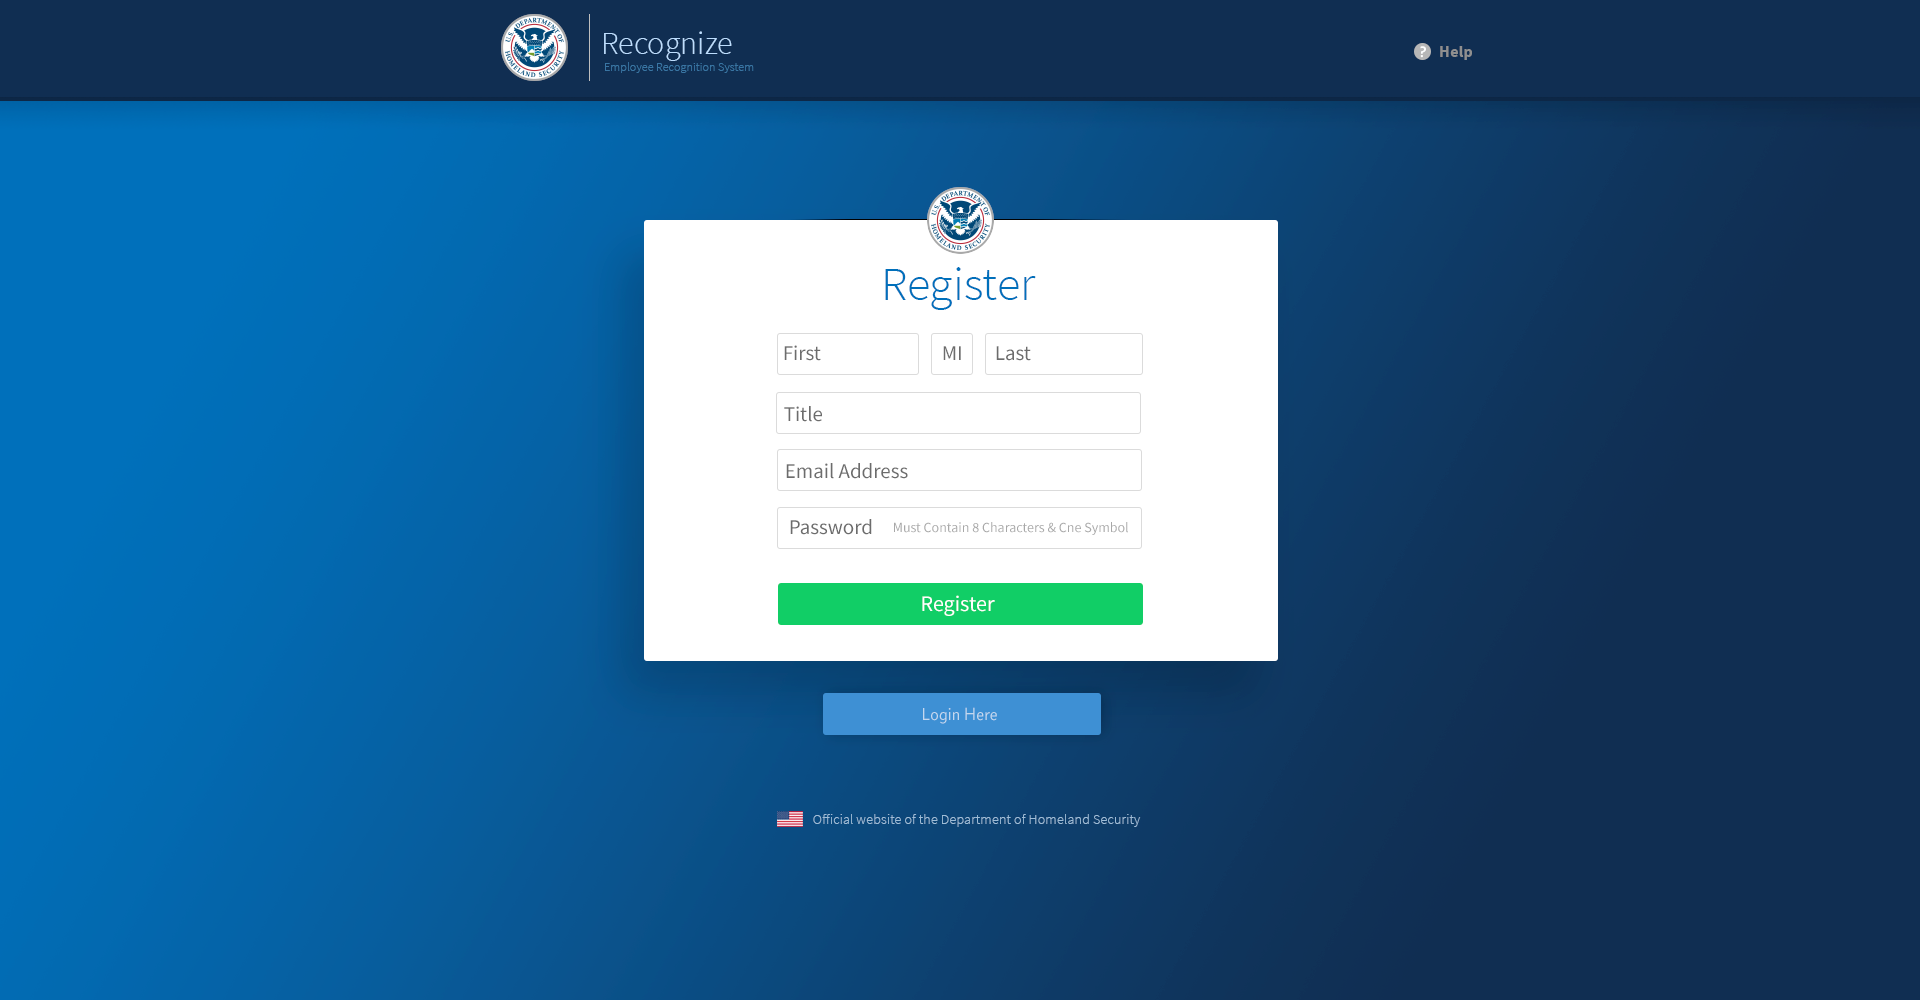 U.S. DEPARTMENT OF HOMELAND SECURITY
Recognize
Employee Recognition System
? Help
U.S. DEPARTMENT OF HOMELAND SECURITY
Register
First MI Last
Title
Email Address
Password Must Contain 8 Characters & Cne Symbol
Register
Login Here
Official website of the Department of Homeland Security